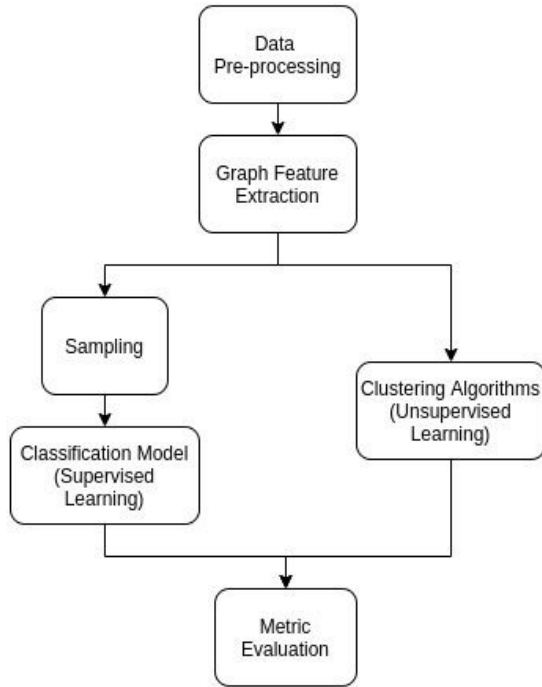 Data
Pre-processing
Graph Feature
Extraction
Sampling
Clustering Algorithms
(Unsupervised
Learning)
Classification Model
(Supervised
Learning)
Metric
Evaluation